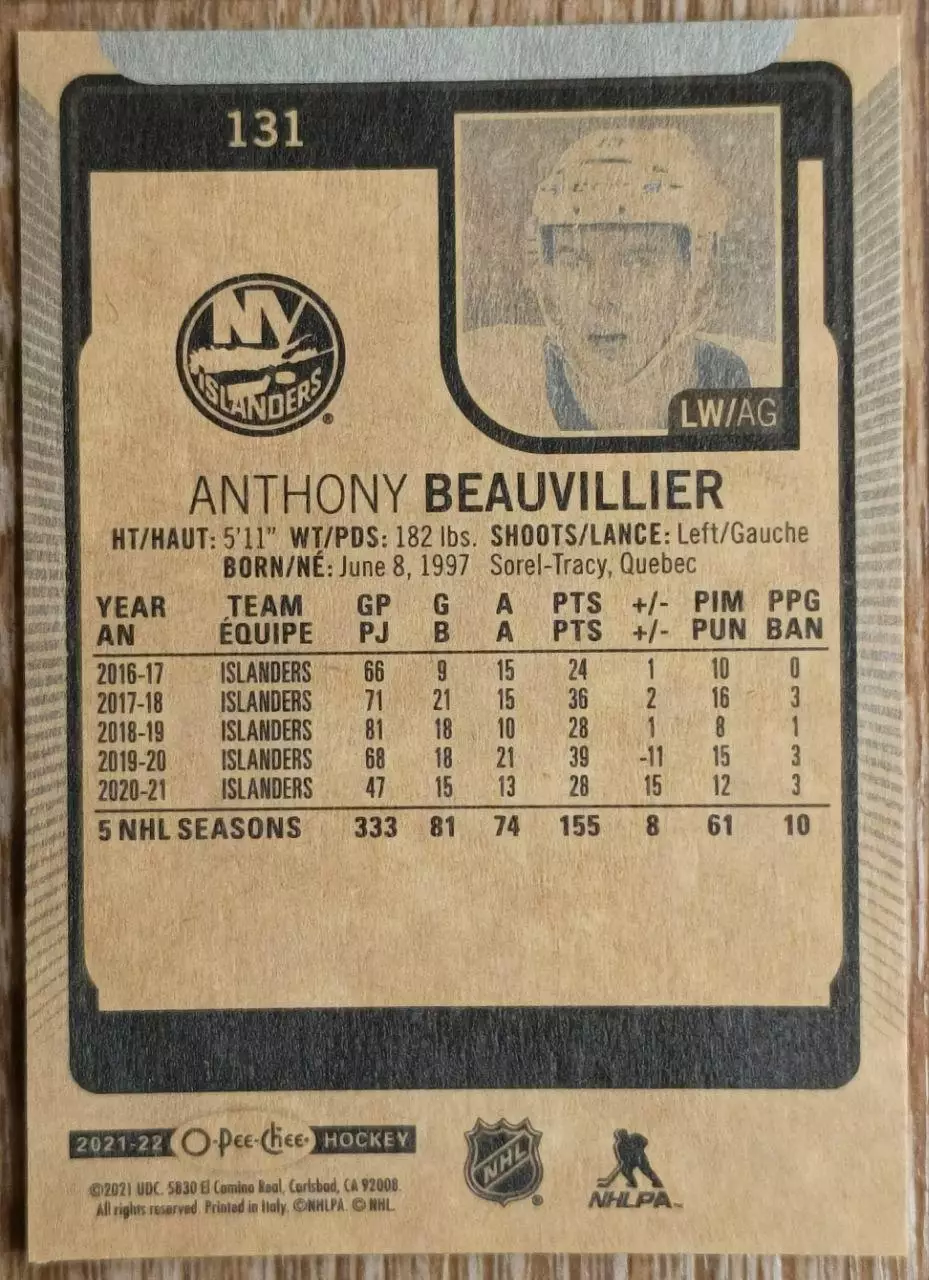 131
NY
ISLANDERS
®
LW/AG
ANTHONY BEAUVILLIER
HT/HAUT: 5'11" WT/PDS: 182 lbs. SHOOTS/LANCE: Left/Gauche
BORN/NÉ: June 8, 1997 Sorel-Tracy, Quebec
YEAR TEAM GP G A PTS +/- PIM PPG
AN ÉQUIPE PJ B A PTS +/- PUN BAN
2016-17 ISLANDERS 66 9 15 24 1 10 0
2017-18 ISLANDERS 71 21 15 36 2 16 3
2018-19 ISLANDERS 81 18 10 28 1 8 1
2019-20 ISLANDERS 68 18 21 39 -11 15 3
2020-21 ISLANDERS 47 15 13 28 15 12 3
5 NHL SEASONS 333 81 74 155 8 61 10
2021-22 O-Pee-Chee HOCKEY
NHL ®
NHLPA™
©2021 UDC. 5830 El Camino Real, Carlsbad, CA 92008.
All rights reserved. Printed in Italy. ©NHLPA. © NHL.